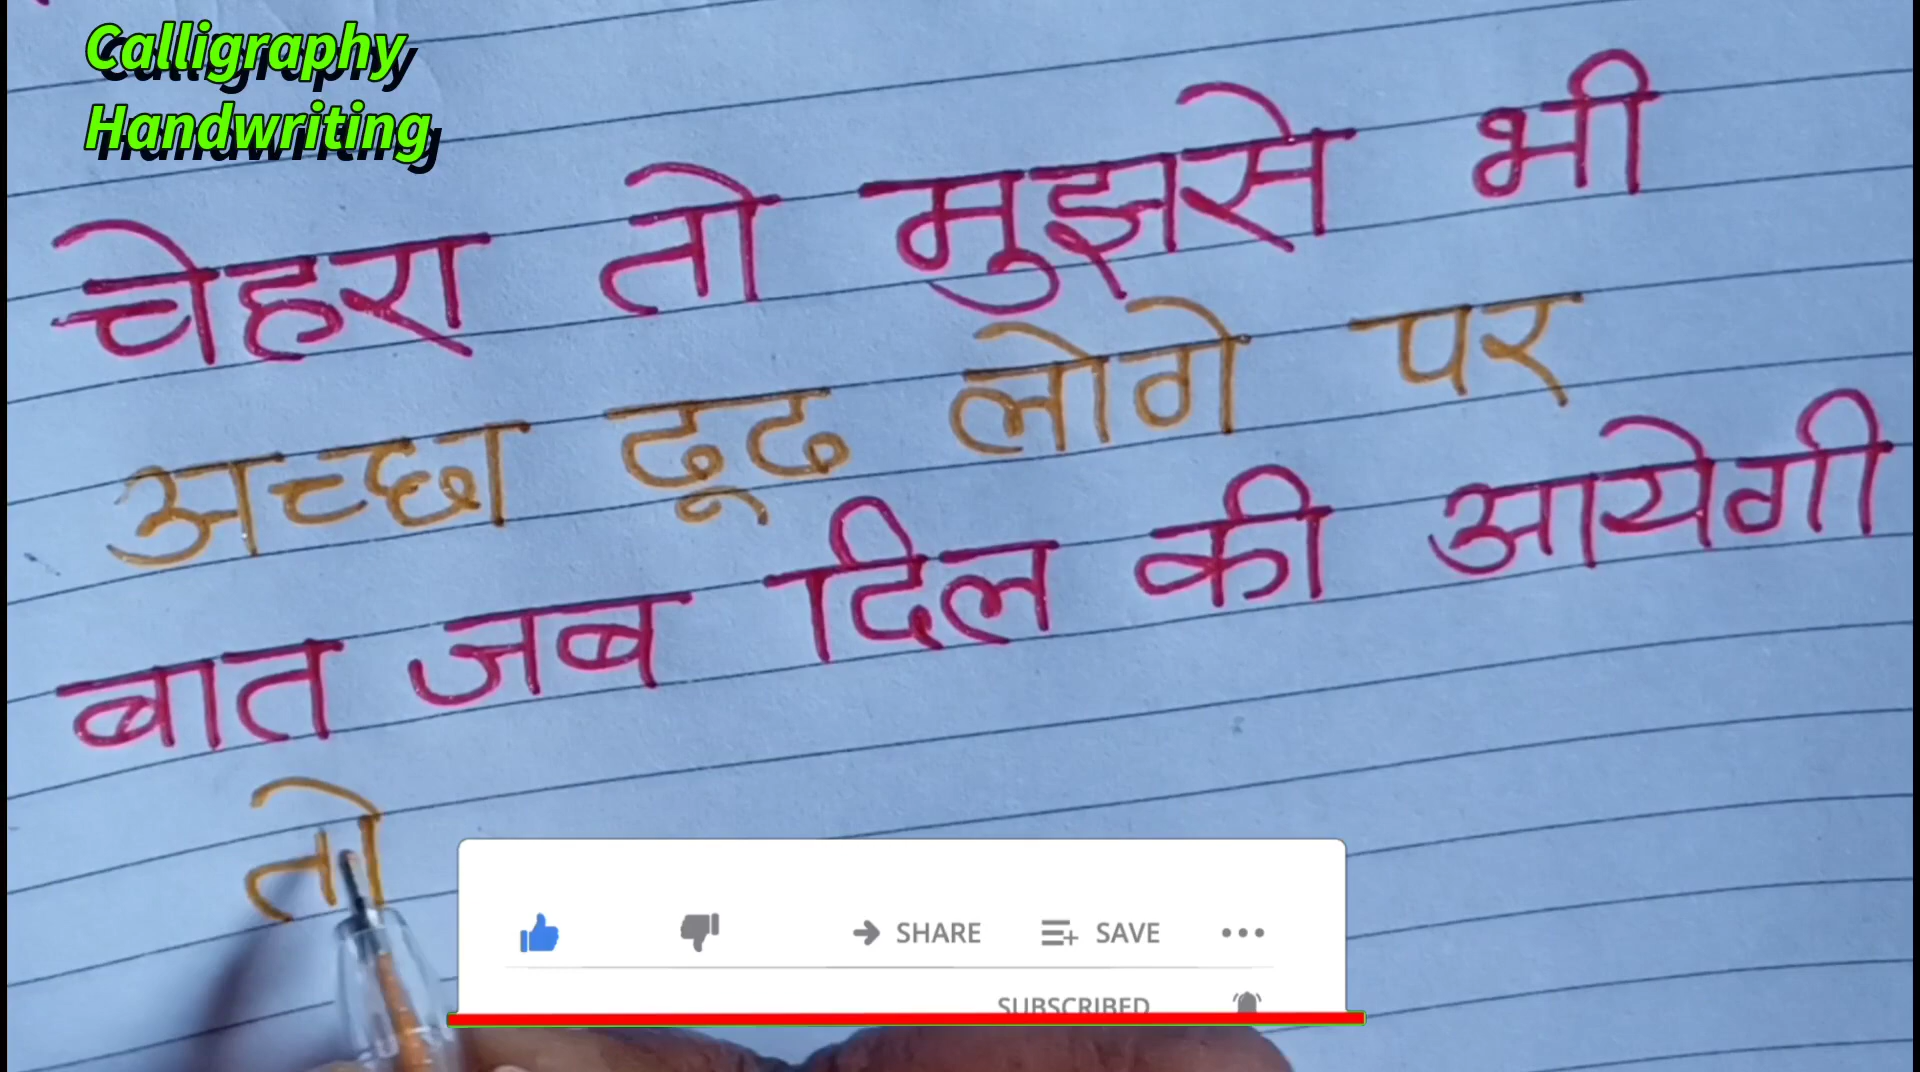 Calligraphy
Handwriting
चेहरा तो मुझसे भी
अच्छा ढूढ लोगे पर
बात जब दिल की आयेगी
तो
SHARE SAVE
SUBSCRIBED